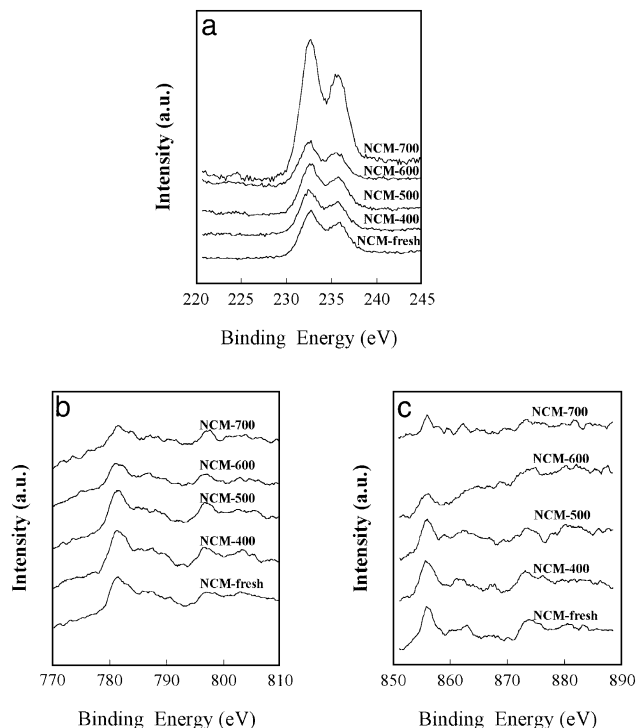 a
Intensity (a.u.)
NCM-700
NCM-600
NCM-500
NCM-400
NCM-fresh
220 225 230 235 240 245
Binding Energy (eV)
b
Intensity (a.u.)
NCM-700
NCM-600
NCM-500
NCM-400
NCM-fresh
770 780 790 800 810
Binding Energy (eV)
c
Intensity (a.u.)
NCM-700
NCM-600
NCM-500
NCM-400
NCM-fresh
850 860 870 880 890
Binding Energy (eV)